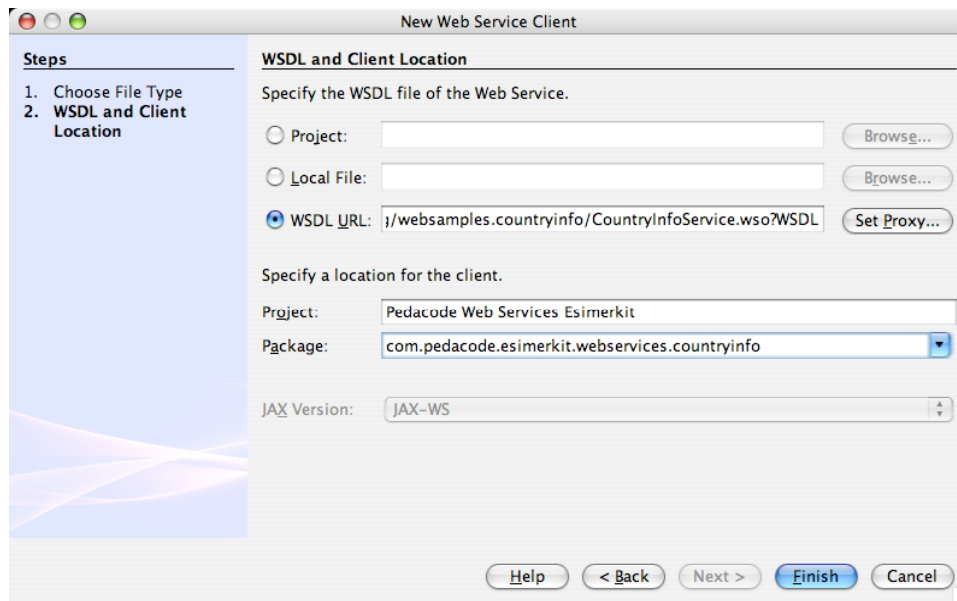 New Web Service Client
Steps
1. Choose File Type
2. WSDL and Client
Location
WSDL and Client Location
Specify the WSDL file of the Web Service.
Project:
Browse...
Local File:
Browse...
WSDL URL: /websamples.countryinfo/CountryInfoService.wso?WSDL
Set Proxy...
Specify a location for the client.
Project: Pedacode Web Services Esimerkit
Package: com.pedacode.esimerkit.webservices.countryinfo
JAX Version: JAX-WS
Help
< Back
Next >
Finish
Cancel